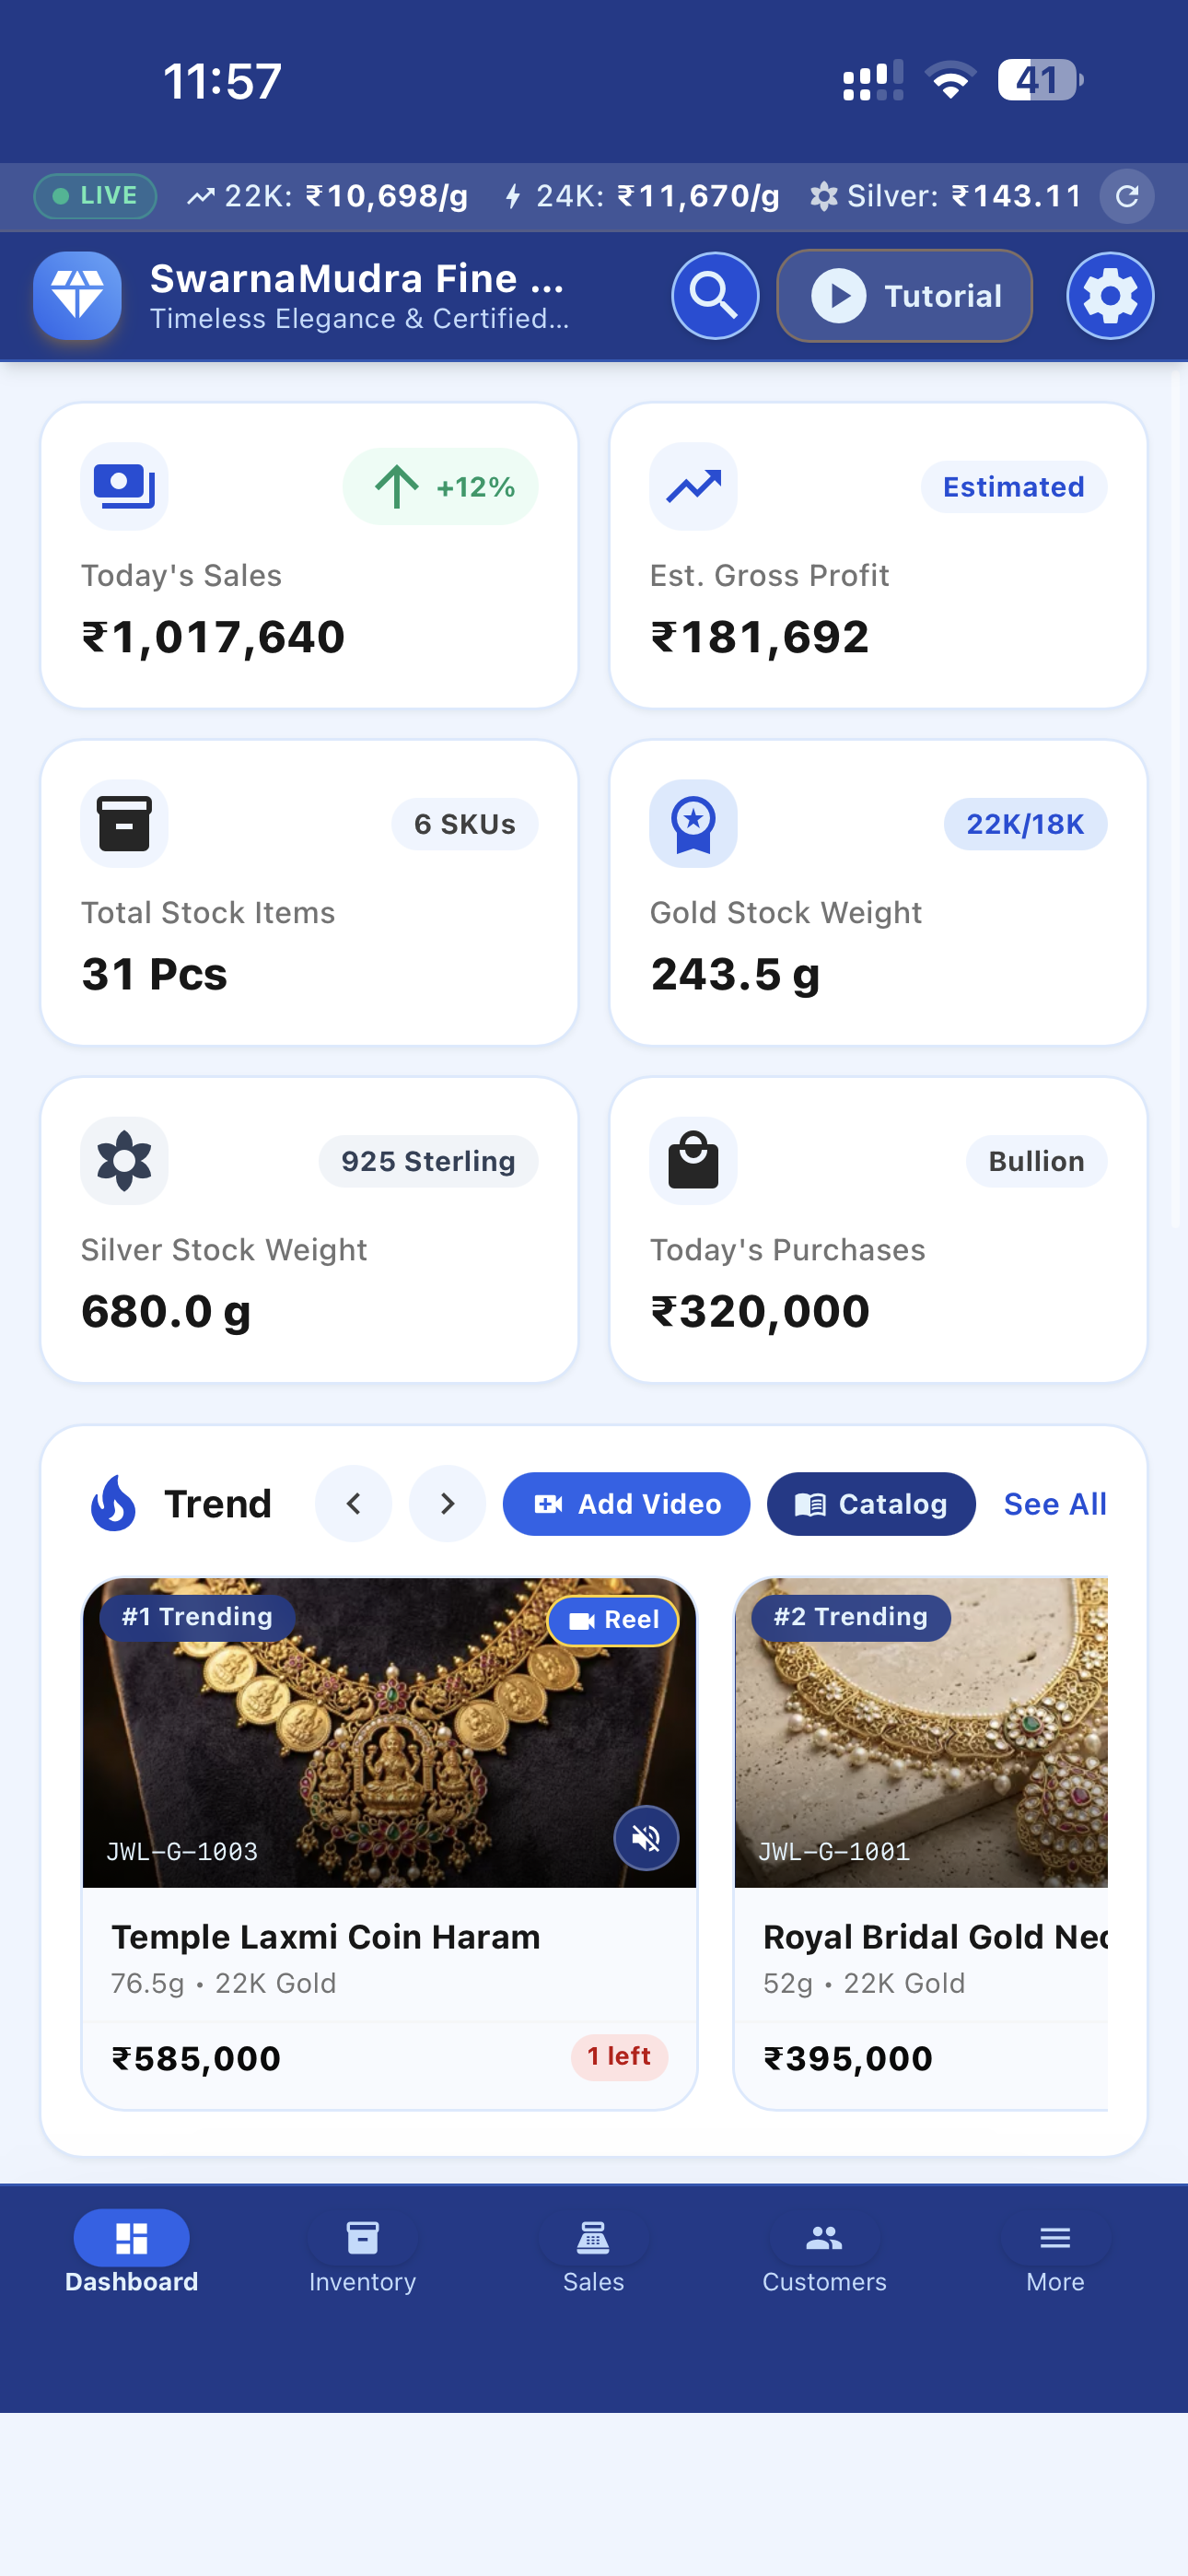 11:57
41
LIVE 22K: ₹10,698/g 24K: ₹11,670/g Silver: ₹143.11
SwarnaMudra Fine ...
Timeless Elegance & Certified...
Tutorial
+12%
Today's Sales
₹1,017,640
Estimated
Est. Gross Profit
₹181,692
6 SKUs
Total Stock Items
31 Pcs
22K/18K
Gold Stock Weight
243.5 g
925 Sterling
Silver Stock Weight
680.0 g
Bullion
Today's Purchases
₹320,000
Trend
Add Video
Catalog
See All
#1 Trending
Reel
JWL-G-1003
Temple Laxmi Coin Haram
76.5g • 22K Gold
₹585,000
1 left
#2 Trending
JWL-G-1001
Royal Bridal Gold Nec
52g • 22K Gold
₹395,000
Dashboard
Inventory
Sales
Customers
More